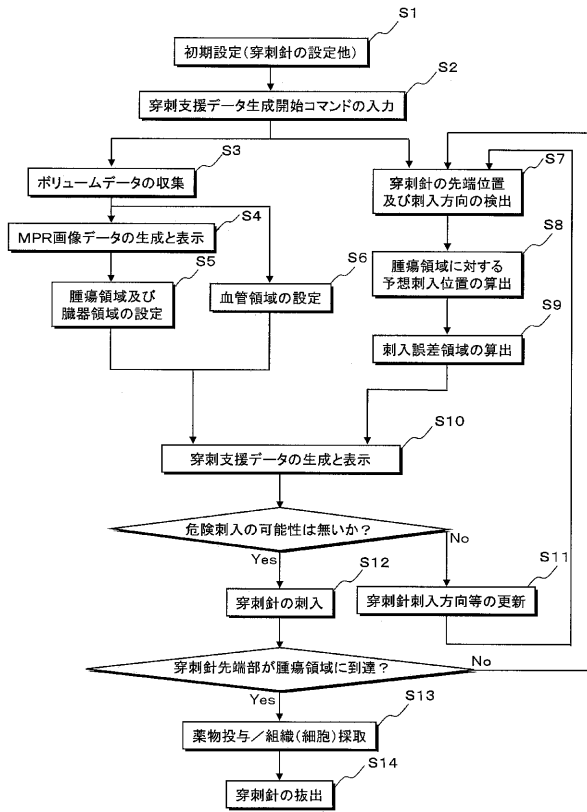 S1
初期設定(穿刺針の設定他)
S2
穿刺支援データ生成開始コマンドの入力
S3
ボリュームデータの収集
S4
MPR画像データの生成と表示
S5
腫瘍領域及び
臓器領域の設定
S6
血管領域の設定
S7
穿刺針の先端位置
及び刺入方向の検出
S8
腫瘍領域に対する
予想刺入位置の算出
S9
刺入誤差領域の算出
S10
穿刺支援データの生成と表示
危険刺入の可能性は無いか?
No
Yes
S11
穿刺針刺入方向等の更新
S12
穿刺針の刺入
穿刺針先端部が腫瘍領域に到達?
No
Yes
S13
薬物投与/組織(細胞)採取
S14
穿刺針の抜出